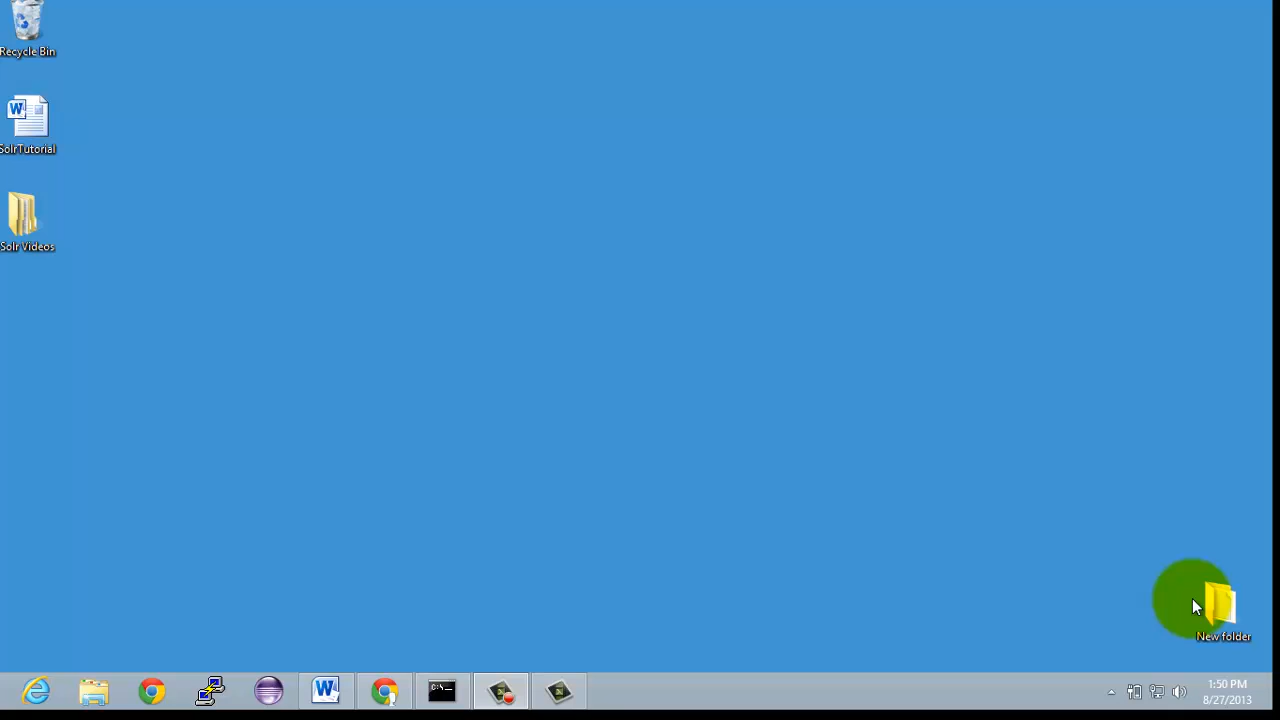 Recycle Bin
SolrTutorial
Solr Videos
New folder
W
W
C:\_
1:50 PM
8/27/2013